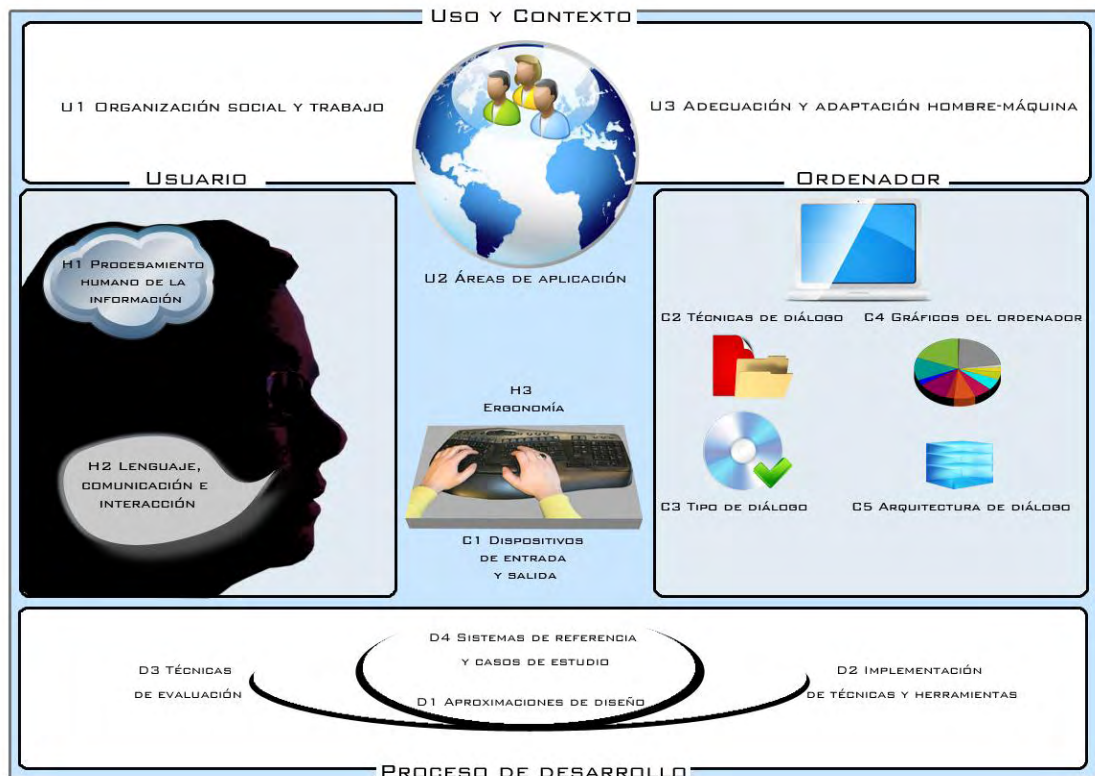 Uso y Contexto
U1 Organización social y trabajo
U3 Adecuación y adaptación hombre-máquina
Usuario
Ordenador
H1 Procesamiento
humano de la
información
U2 Áreas de aplicación
C2 Técnicas de diálogo
C4 Gráficos del ordenador
H3
Ergonomía
H2 Lenguaje,
comunicación e
interacción
C3 Tipo de diálogo
C5 Arquitectura de diálogo
C1 Dispositivos
de entrada
y salida
D4 Sistemas de referencia
y casos de estudio
D3 Técnicas
de evaluación
D2 Implementación
de técnicas y herramientas
D1 Aproximaciones de diseño
Proceso de desarrollo